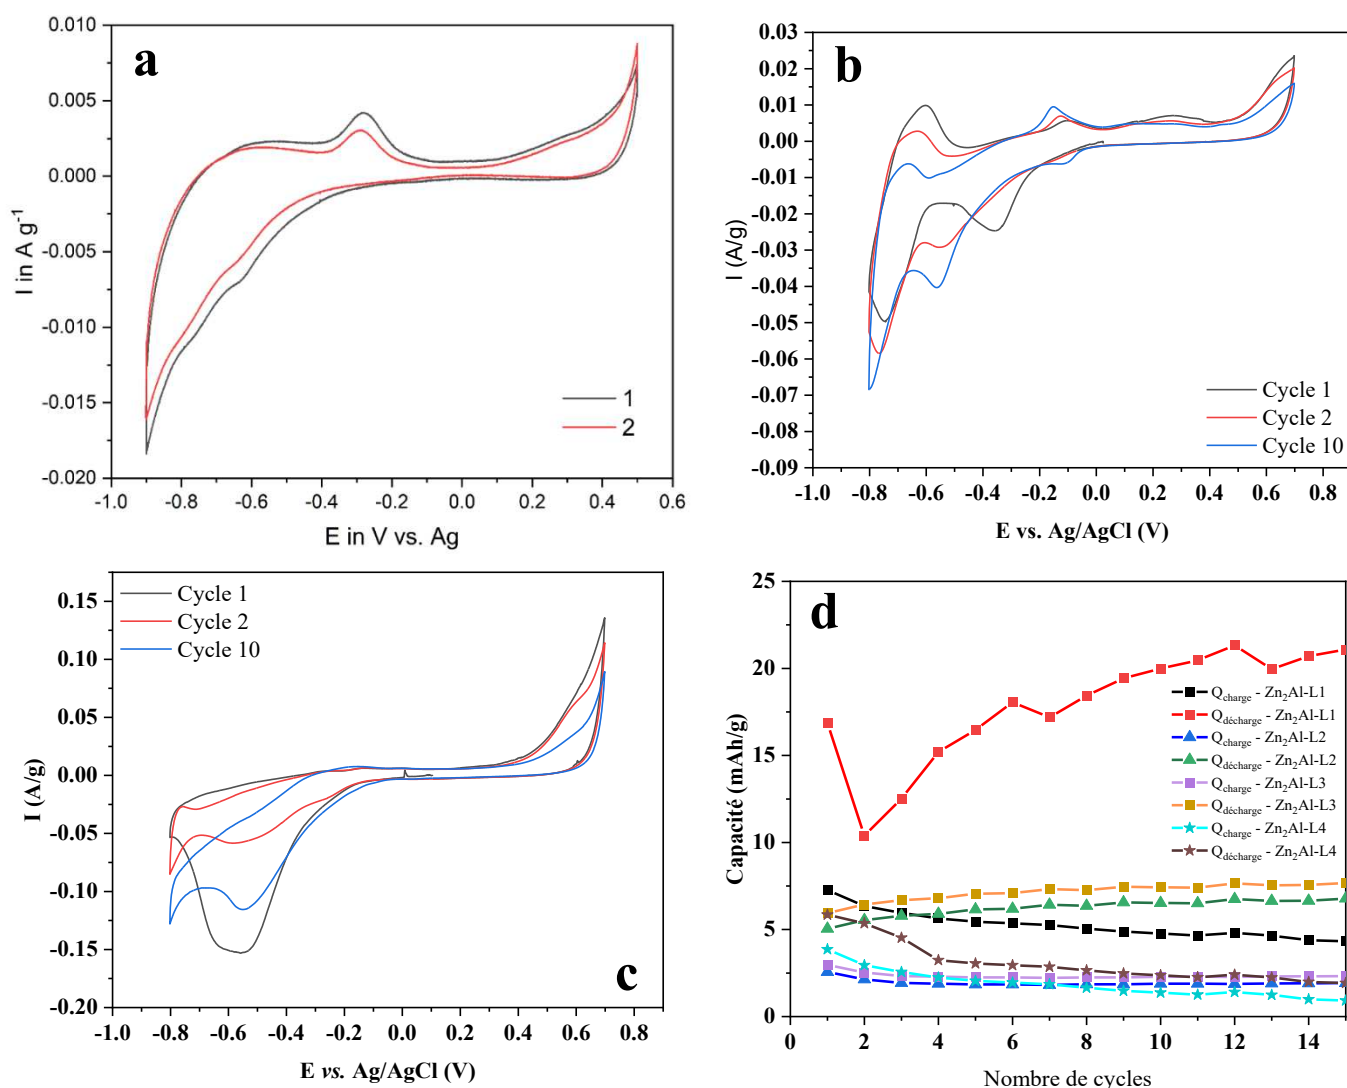 a
0.010
0.005
0.000
-0.005
-0.010
-0.015
-0.020
I in A g⁻¹
-1.0 -0.8 -0.6 -0.4 -0.2 0.0 0.2 0.4 0.6
E in V vs. Ag
1
2
b
0.03
0.02
0.01
0.00
-0.01
-0.02
-0.03
-0.04
-0.05
-0.06
-0.07
-0.08
-0.09
I (A/g)
-1.0 -0.8 -0.6 -0.4 -0.2 0.0 0.2 0.4 0.6 0.8
E vs. Ag/AgCl (V)
Cycle 1
Cycle 2
Cycle 10
c
0.15
0.10
0.05
0.00
-0.05
-0.10
-0.15
-0.20
I (A/g)
-1.0 -0.8 -0.6 -0.4 -0.2 0.0 0.2 0.4 0.6 0.8
E vs. Ag/AgCl (V)
Cycle 1
Cycle 2
Cycle 10
d
25
20
15
10
5
0
Capacité (mAh/g)
0 2 4 6 8 10 12 14
Nombre de cycles
Qcharge - Zn₂Al-L1
Qdécharge - Zn₂Al-L1
Qcharge - Zn₂Al-L2
Qdécharge - Zn₂Al-L2
Qcharge - Zn₂Al-L3
Qdécharge - Zn₂Al-L3
Qcharge - Zn₂Al-L4
Qdécharge - Zn₂Al-L4